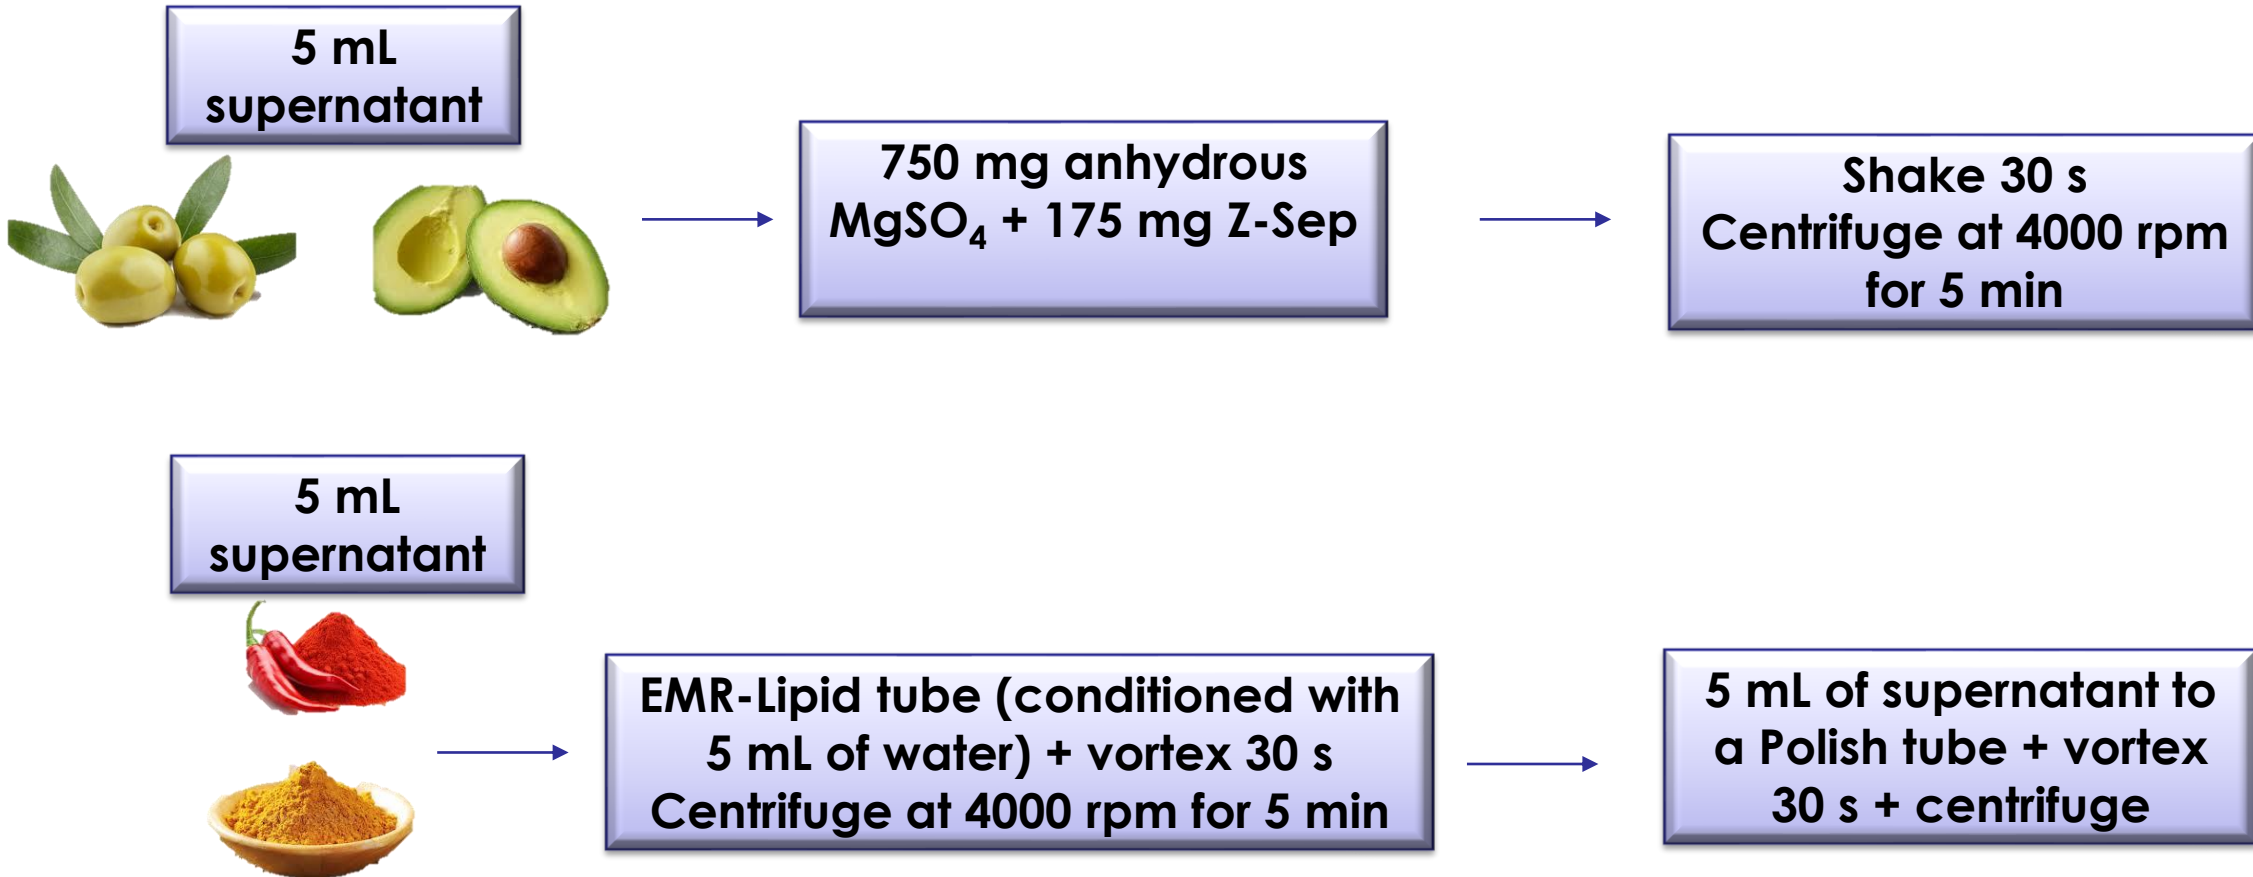 5 mL
supernatant
750 mg anhydrous
MgSO₄ + 175 mg Z-Sep
Shake 30 s
Centrifuge at 4000 rpm
for 5 min
5 mL
supernatant
EMR-Lipid tube (conditioned with
5 mL of water) + vortex 30 s
Centrifuge at 4000 rpm for 5 min
5 mL of supernatant to
a Polish tube + vortex
30 s + centrifuge